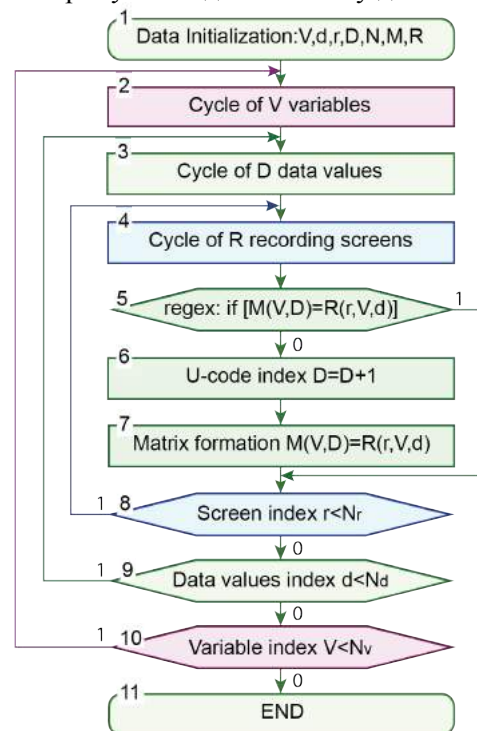 1
Data Initialization:V,d,r,D,N,M,R
2
Cycle of V variables
3
Cycle of D data values
4
Cycle of R recording screens
5
regex: if [M(V,D)=R(r,V,d)]
1
0
6
U-code index D=D+1
7
Matrix formation M(V,D)=R(r,V,d)
1
8
Screen index r<Nr
0
1
9
Data values index d<Nd
0
1
10
Variable index V<Nv
0
11
END